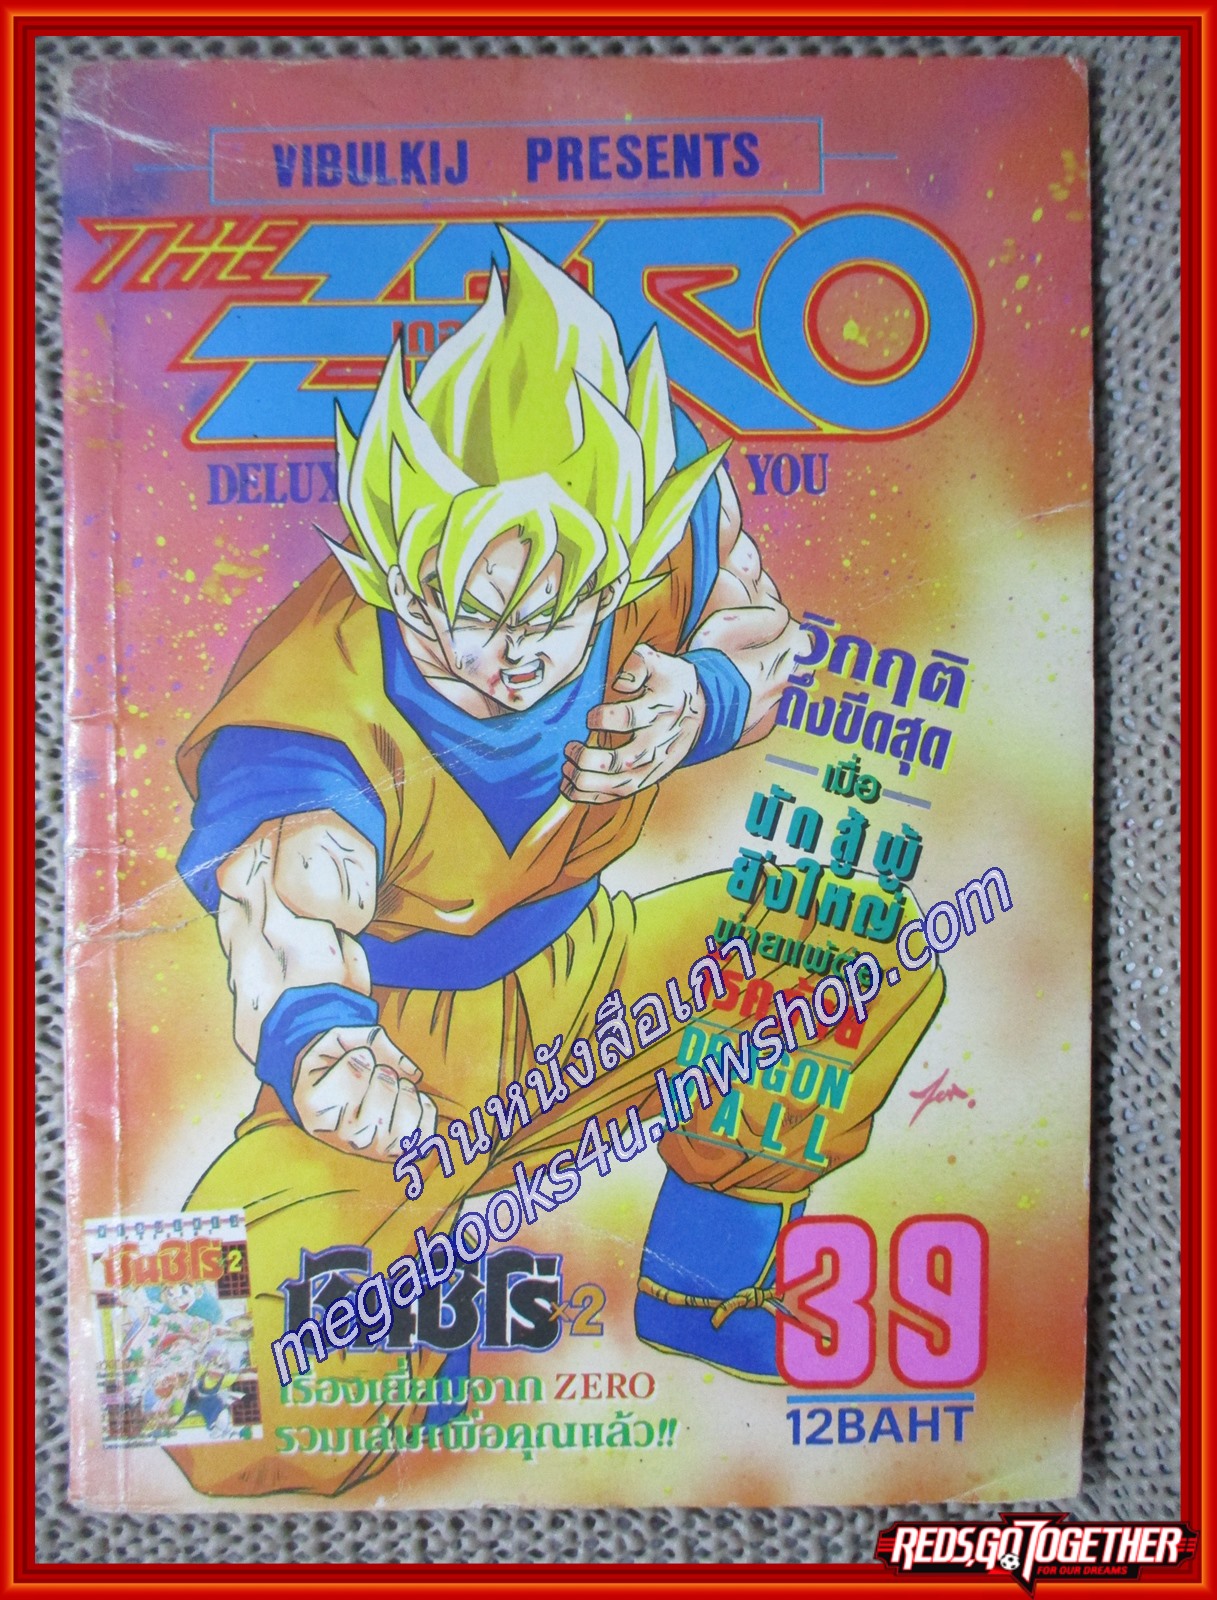 VIBULKIJ PRESENTS
THE ZERO
YOU
วิกฤติ
ถึงขีดสุด
เมื่อ
นักสู้ผู้
ยิ่งใหญ่
DRAGON
BALL
ร้านหนังสือเก่า
megabooks4u.lnwshop.com
×2
เรื่องเยี่ยมจาก ZERO
รวมเล่มเพื่อคุณแล้ว!!
39
12BAHT
REDS,GO TOGETHER
FOR OUR DREAMS